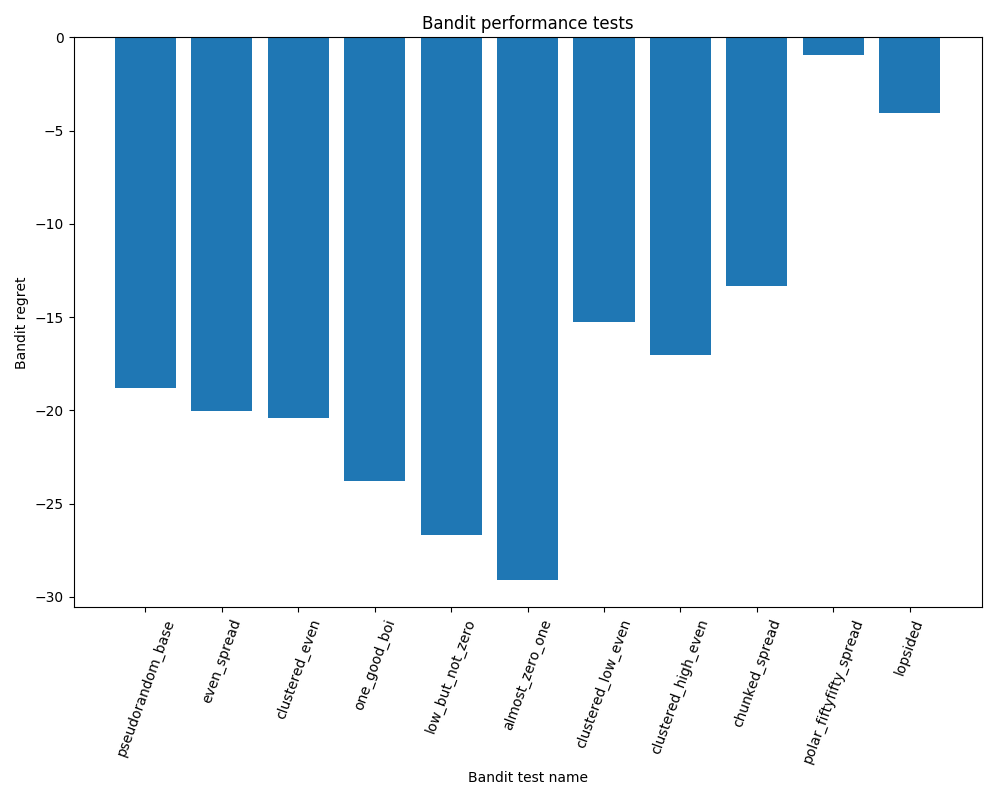 Bandit performance tests
Bandit regret
0
−5
−10
−15
−20
−25
−30
pseudorandom_base
even_spread
clustered_even
one_good_boi
low_but_not_zero
almost_zero_one
clustered_low_even
clustered_high_even
chunked_spread
polar_fiftyfifty_spread
lopsided
Bandit test name